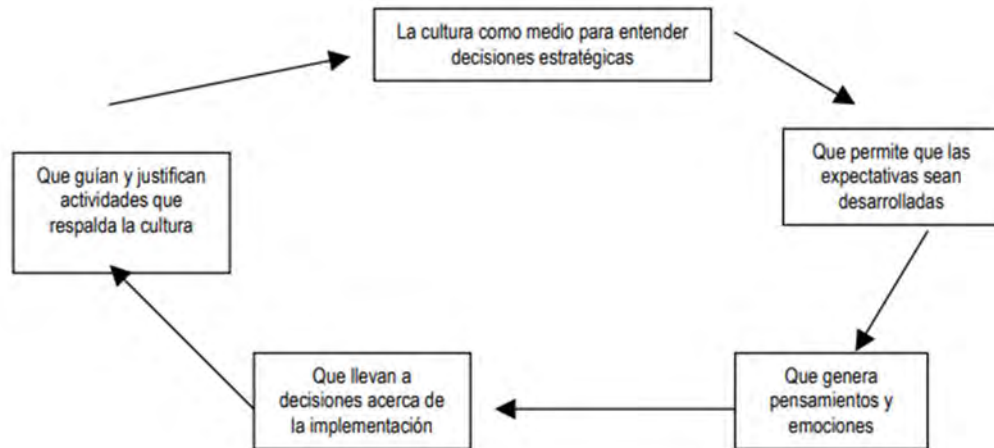 La cultura como medio para entender
decisiones estratégicas
Que permite que las
expectativas sean
desarrolladas
Que genera
pensamientos y
emociones
Que llevan a
decisiones acerca de
la implementación
Que guían y justifican
actividades que
respalda la cultura